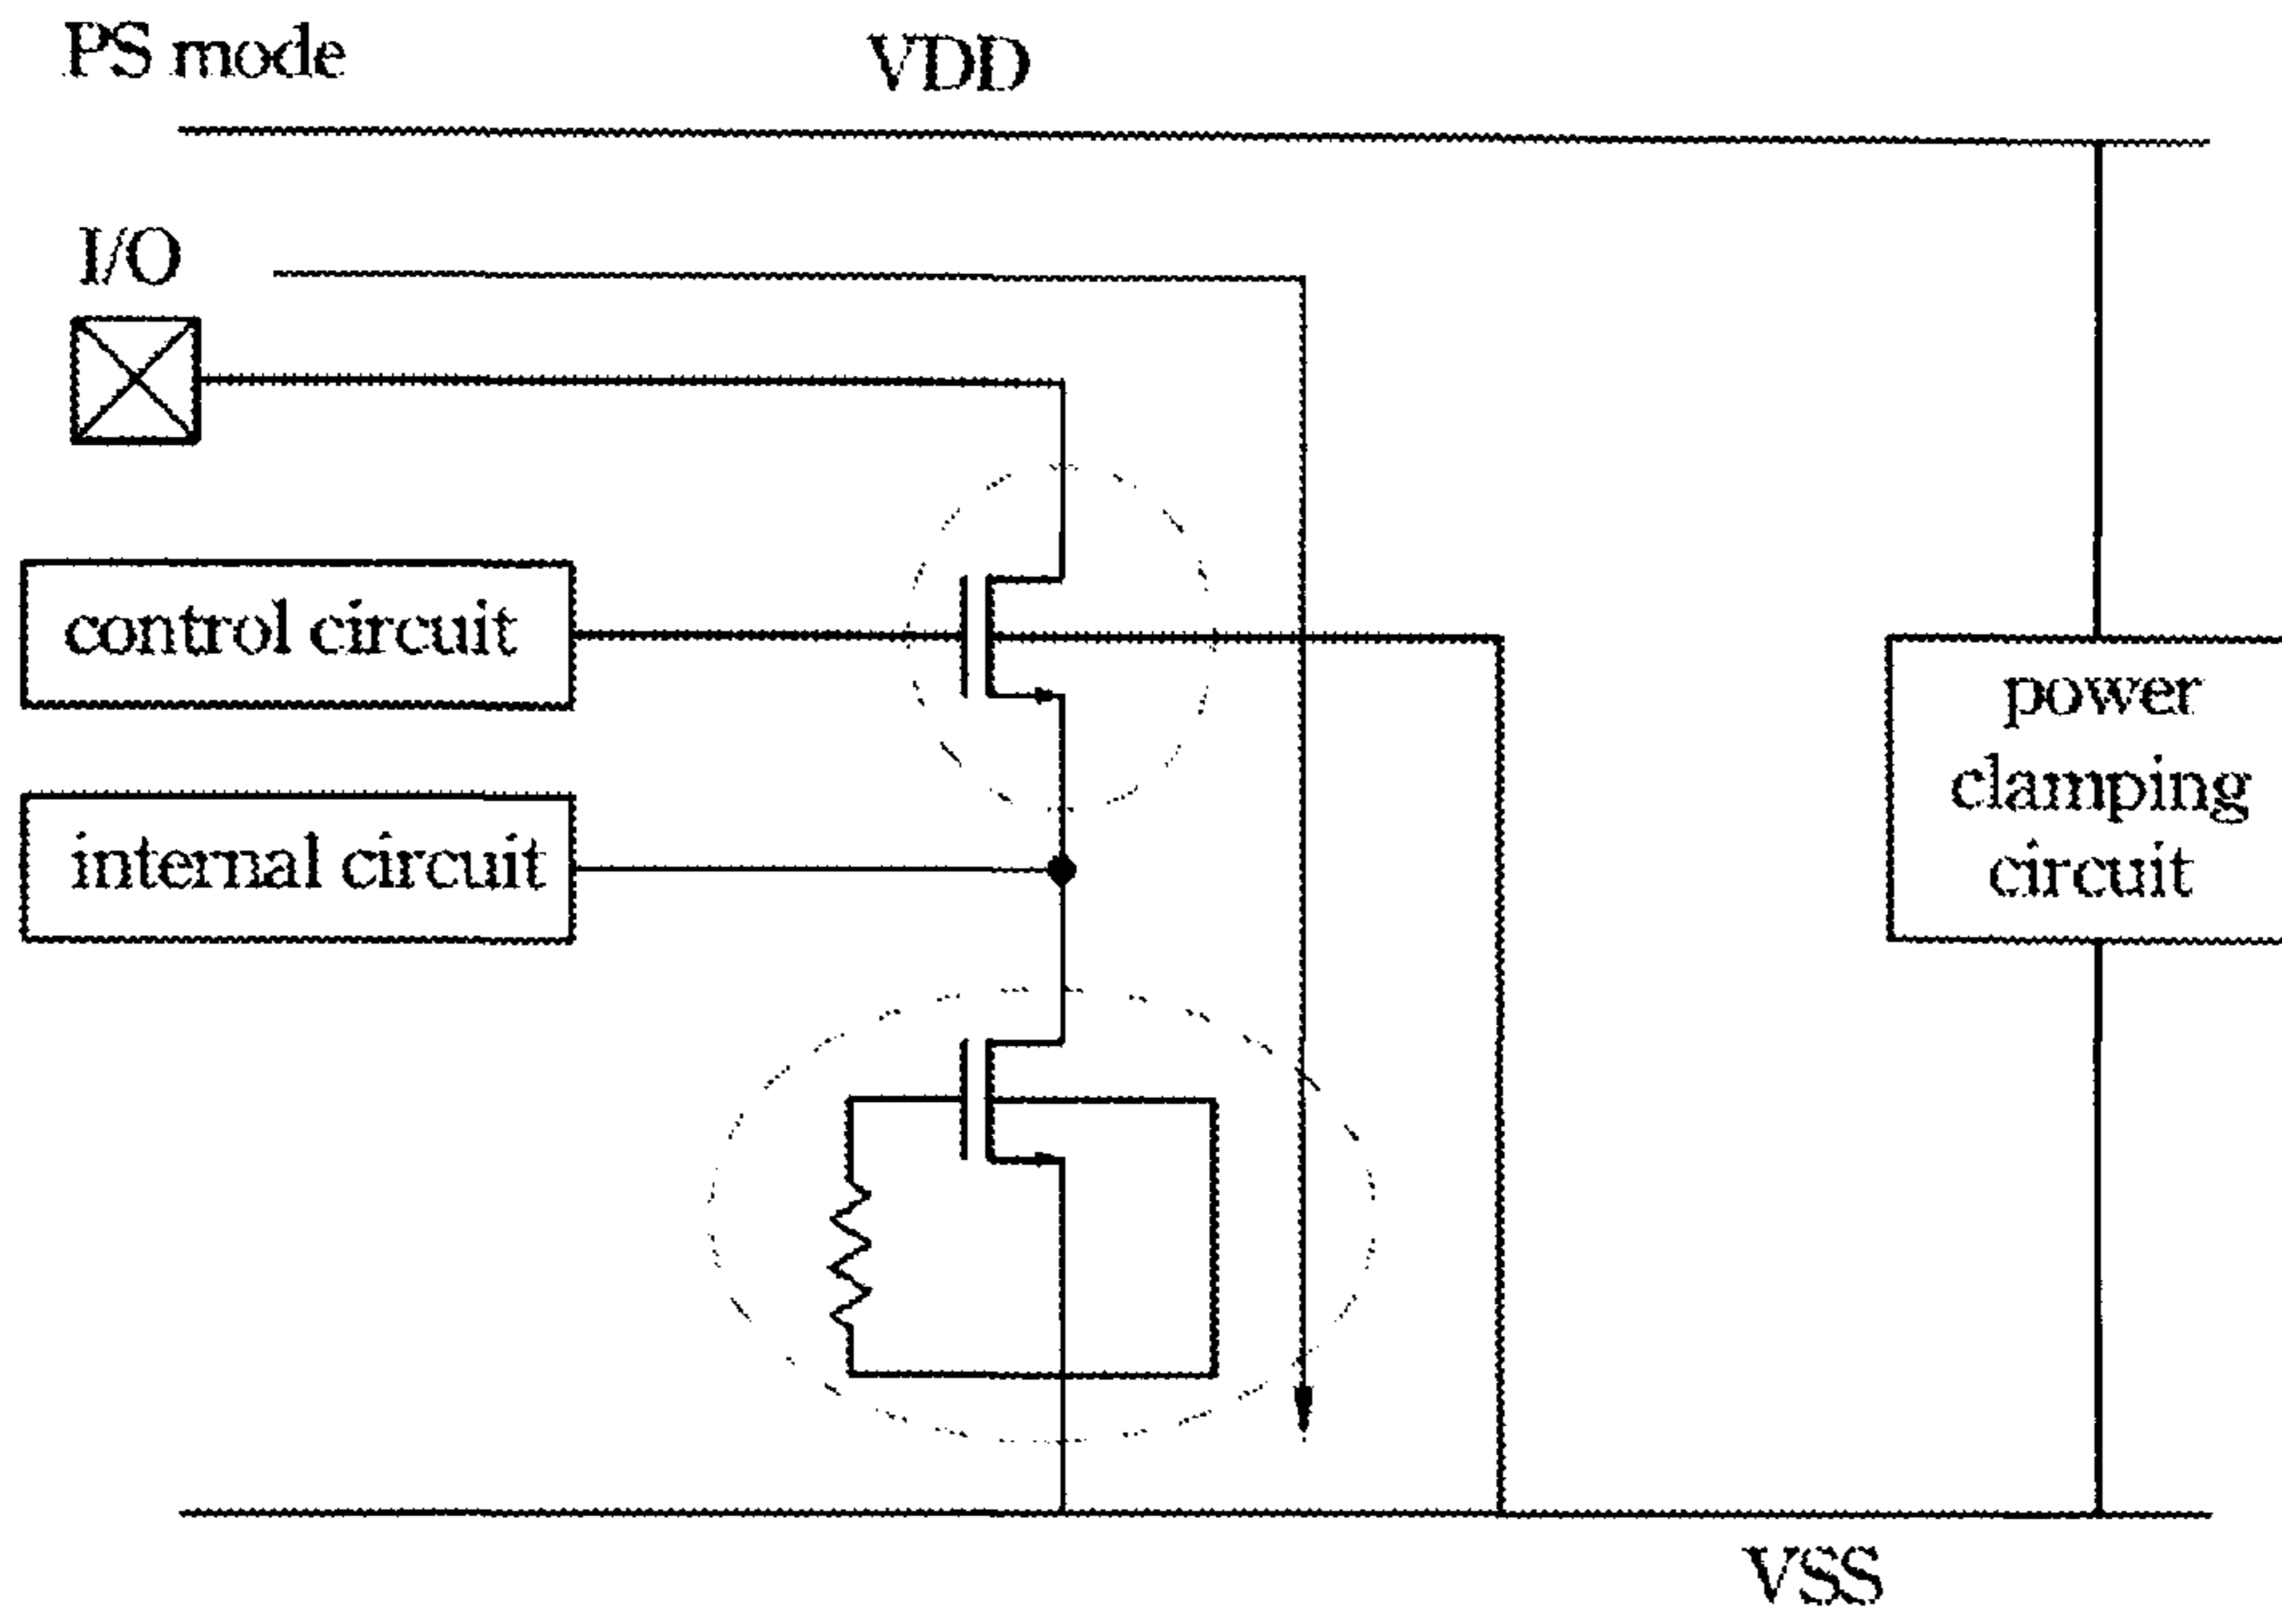 PS mode
VDD
I/O
control circuit
power
clamping
circuit
internal circuit
VSS